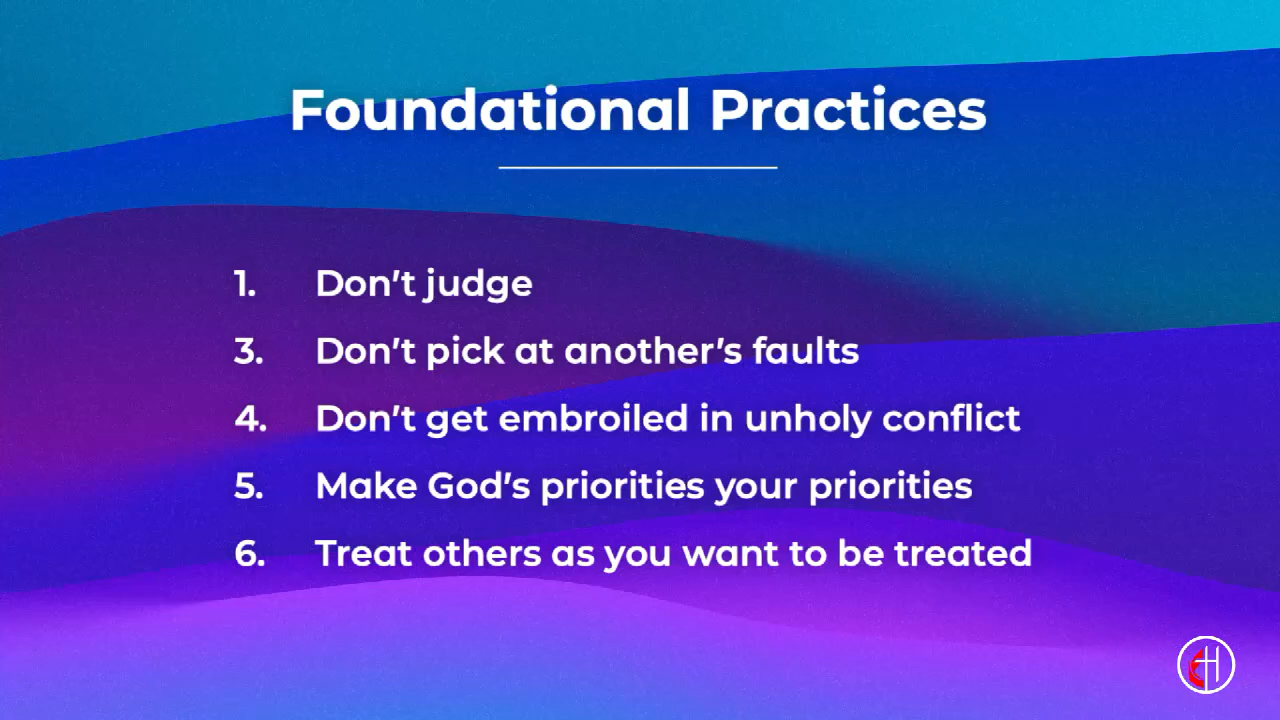 Foundational Practices
1. Don't judge
3. Don't pick at another's faults
4. Don't get embroiled in unholy conflict
5. Make God's priorities your priorities
6. Treat others as you want to be treated